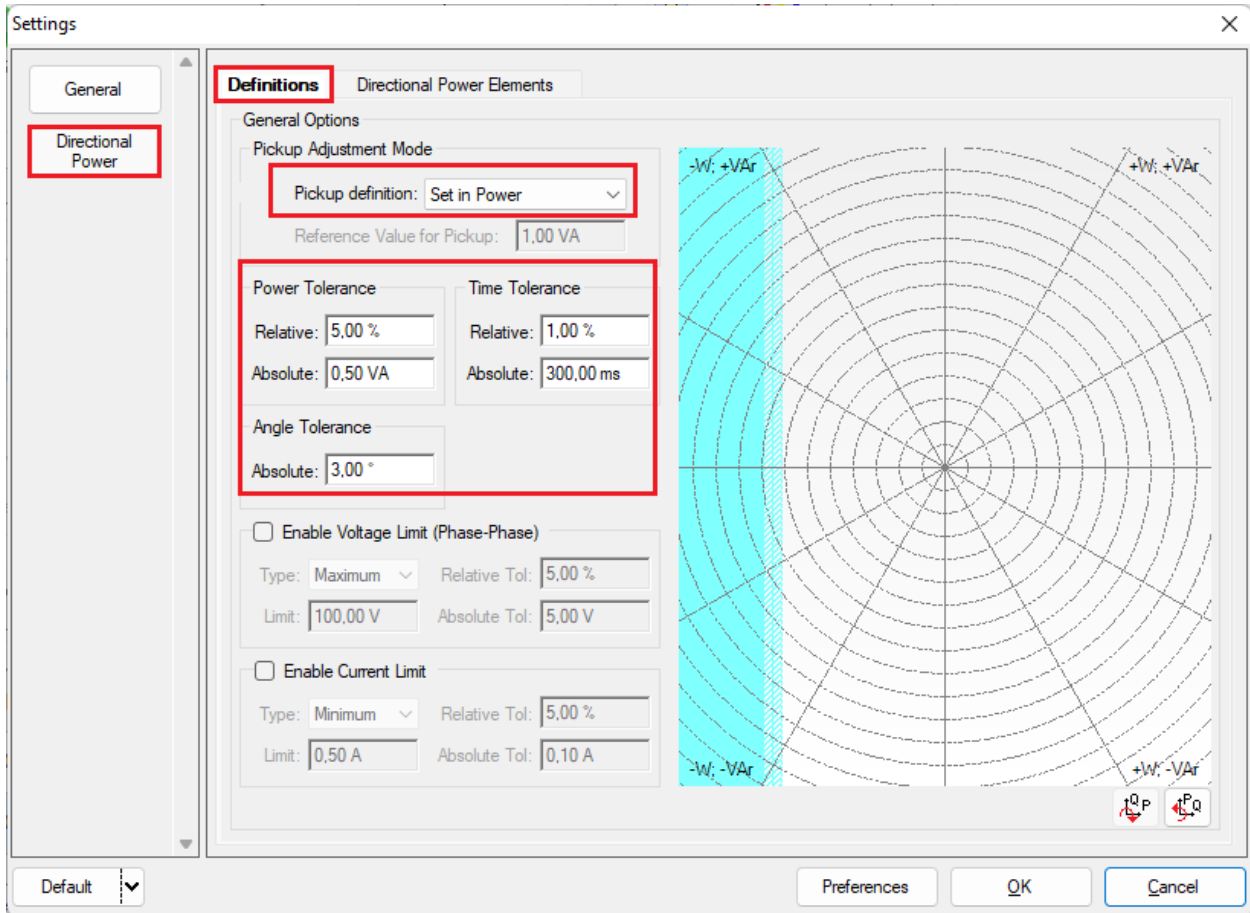 Settings
General
Directional
Power
Definitions
Directional Power Elements
General Options
Pickup Adjustment Mode
Pickup definition: Set in Power
Reference Value for Pickup: 1,00 VA
Power Tolerance
Relative: 5,00 %
Absolute: 0,50 VA
Time Tolerance
Relative: 1,00 %
Absolute: 300,00 ms
Angle Tolerance
Absolute: 3,00 °
Enable Voltage Limit (Phase-Phase)
Type: Maximum Relative Tol: 5,00 %
Limit: 100,00 V Absolute Tol: 5,00 V
Enable Current Limit
Type: Minimum Relative Tol: 5,00 %
Limit: 0,50 A Absolute Tol: 0,10 A
-W; +VAr
+W; +VAr
-W; -VAr
+W; -VAr
Q P
P Q
Default
Preferences
OK
Cancel